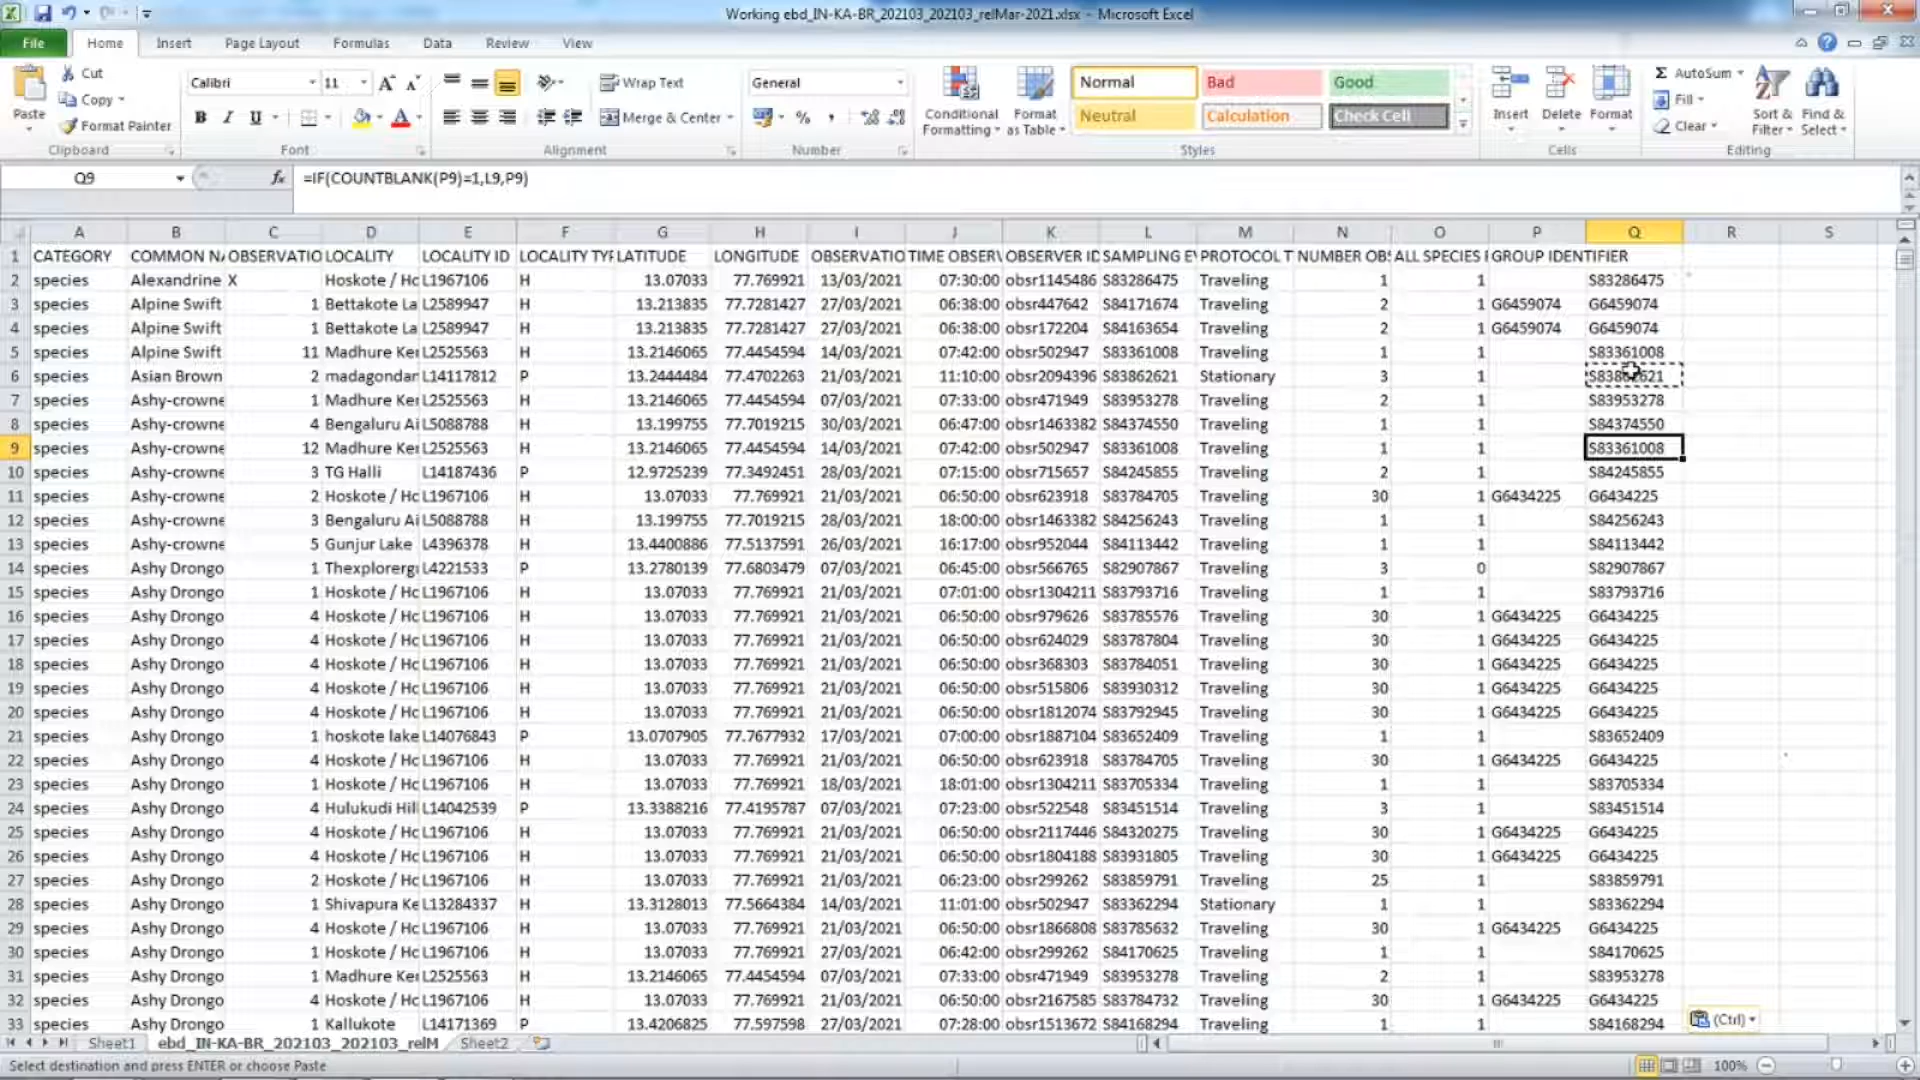 Working ebd_IN-KA-BR_202103_202103_relMar-2021.xlsx - Microsoft Excel
File Home Insert Page Layout Formulas Data Review View
Paste Cut Copy Format Painter Clipboard
Calibri 11 A A B I U A Font
Wrap Text Merge & Center Alignment
General % , Number
Conditional Formatting Format as Table
Normal Bad Good Neutral Calculation Check Cell Styles
Insert Delete Format Cells
Σ AutoSum Fill Clear Sort & Filter Find & Select Editing
Q9 fx =IF(COUNTBLANK(P9)=1,L9,P9)
A B C D E F G H I J K L M N O P Q R S
1 CATEGORY COMMON NA OBSERVATIO LOCALITY LOCALITY ID LOCALITY TYP LATITUDE LONGITUDE OBSERVATIO TIME OBSERV OBSERVER ID SAMPLING EV PROTOCOL T NUMBER OBS ALL SPECIES GROUP IDENTIFIER
2 species Alexandrine X Hoskote / Ho L1967106 H 13.07033 77.769921 13/03/2021 07:30:00 obsr1145486 S83286475 Traveling 1 1 S83286475
3 species Alpine Swift 1 Bettakote La L2589947 H 13.213835 77.7281427 27/03/2021 06:38:00 obsr447642 S84171674 Traveling 2 1 G6459074 G6459074
4 species Alpine Swift 1 Bettakote La L2589947 H 13.213835 77.7281427 27/03/2021 06:38:00 obsr172204 S84163654 Traveling 2 1 G6459074 G6459074
5 species Alpine Swift 11 Madhure Ker L2525563 H 13.2146065 77.4454594 14/03/2021 07:42:00 obsr502947 S83361008 Traveling 1 1 S83361008
6 species Asian Brown 2 madagondar L14117812 P 13.2444484 77.4702263 21/03/2021 11:10:00 obsr2094396 S83862621 Stationary 3 1 S83862621
7 species Ashy-crowne 1 Madhure Ker L2525563 H 13.2146065 77.4454594 07/03/2021 07:33:00 obsr471949 S83953278 Traveling 2 1 S83953278
8 species Ashy-crowne 4 Bengaluru Ai L5088788 H 13.199755 77.7019215 30/03/2021 06:47:00 obsr1463382 S84374550 Traveling 1 1 S84374550
9 species Ashy-crowne 12 Madhure Ker L2525563 H 13.2146065 77.4454594 14/03/2021 07:42:00 obsr502947 S83361008 Traveling 1 1 S83361008
10 species Ashy-crowne 3 TG Halli L14187436 P 12.9725239 77.3492451 28/03/2021 07:15:00 obsr715657 S84245855 Traveling 2 1 S84245855
11 species Ashy-crowne 2 Hoskote / Ho L1967106 H 13.07033 77.769921 21/03/2021 06:50:00 obsr623918 S83784705 Traveling 30 1 G6434225 G6434225
12 species Ashy-crowne 3 Bengaluru Ai L5088788 H 13.199755 77.7019215 28/03/2021 18:00:00 obsr1463382 S84256243 Traveling 1 1 S84256243
13 species Ashy-crowne 5 Gunjur Lake L4396378 H 13.4400886 77.5137591 26/03/2021 16:17:00 obsr952044 S84113442 Traveling 1 1 S84113442
14 species Ashy Drongo 1 Thexplorergi L4221533 P 13.2780139 77.6803479 07/03/2021 06:45:00 obsr566765 S82907867 Traveling 3 0 S82907867
15 species Ashy Drongo 1 Hoskote / Ho L1967106 H 13.07033 77.769921 21/03/2021 07:01:00 obsr1304211 S83793716 Traveling 1 1 S83793716
16 species Ashy Drongo 4 Hoskote / Ho L1967106 H 13.07033 77.769921 21/03/2021 06:50:00 obsr979626 S83785576 Traveling 30 1 G6434225 G6434225
17 species Ashy Drongo 4 Hoskote / Ho L1967106 H 13.07033 77.769921 21/03/2021 06:50:00 obsr624029 S83787804 Traveling 30 1 G6434225 G6434225
18 species Ashy Drongo 4 Hoskote / Ho L1967106 H 13.07033 77.769921 21/03/2021 06:50:00 obsr368303 S83784051 Traveling 30 1 G6434225 G6434225
19 species Ashy Drongo 4 Hoskote / Ho L1967106 H 13.07033 77.769921 21/03/2021 06:50:00 obsr515806 S83930312 Traveling 30 1 G6434225 G6434225
20 species Ashy Drongo 4 Hoskote / Ho L1967106 H 13.07033 77.769921 21/03/2021 06:50:00 obsr1812074 S83792945 Traveling 30 1 G6434225 G6434225
21 species Ashy Drongo 1 hoskote lake L14076843 P 13.0707905 77.7677932 17/03/2021 07:00:00 obsr1887104 S83652409 Traveling 1 1 S83652409
22 species Ashy Drongo 4 Hoskote / Ho L1967106 H 13.07033 77.769921 21/03/2021 06:50:00 obsr623918 S83784705 Traveling 30 1 G6434225 G6434225
23 species Ashy Drongo 1 Hoskote / Ho L1967106 H 13.07033 77.769921 18/03/2021 18:01:00 obsr1304211 S83705334 Traveling 1 1 S83705334
24 species Ashy Drongo 4 Hulukudi Hil L14042539 P 13.3388216 77.4195787 07/03/2021 07:23:00 obsr522548 S83451514 Traveling 3 1 S83451514
25 species Ashy Drongo 4 Hoskote / Ho L1967106 H 13.07033 77.769921 21/03/2021 06:50:00 obsr2117446 S84320275 Traveling 30 1 G6434225 G6434225
26 species Ashy Drongo 4 Hoskote / Ho L1967106 H 13.07033 77.769921 21/03/2021 06:50:00 obsr1804188 S83931805 Traveling 30 1 G6434225 G6434225
27 species Ashy Drongo 2 Hoskote / Ho L1967106 H 13.07033 77.769921 21/03/2021 06:23:00 obsr299262 S83859791 Traveling 25 1 S83859791
28 species Ashy Drongo 1 Shivapura Ke L13284337 P 13.3128013 77.5664384 14/03/2021 11:01:00 obsr502947 S83362294 Stationary 1 1 S83362294
29 species Ashy Drongo 4 Hoskote / Ho L1967106 H 13.07033 77.769921 21/03/2021 06:50:00 obsr1866808 S83785632 Traveling 30 1 G6434225 G6434225
30 species Ashy Drongo 1 Hoskote / Ho L1967106 H 13.07033 77.769921 27/03/2021 06:42:00 obsr299262 S84170625 Traveling 1 1 S84170625
31 species Ashy Drongo 1 Madhure Ker L2525563 H 13.2146065 77.4454594 07/03/2021 07:33:00 obsr471949 S83953278 Traveling 2 1 S83953278
32 species Ashy Drongo 4 Hoskote / Ho L1967106 H 13.07033 77.769921 21/03/2021 06:50:00 obsr2167585 S83784732 Traveling 30 1 G6434225 G6434225
33 species Ashy Drongo 1 Kallukote L14171369 P 13.4206825 77.597598 27/03/2021 07:28:00 obsr1513672 S84168294 Traveling 1 1 S84168294
(Ctrl)
Sheet1 ebd_IN-KA-BR_202103_202103_relM Sheet2
Select destination and press ENTER or choose Paste 100%